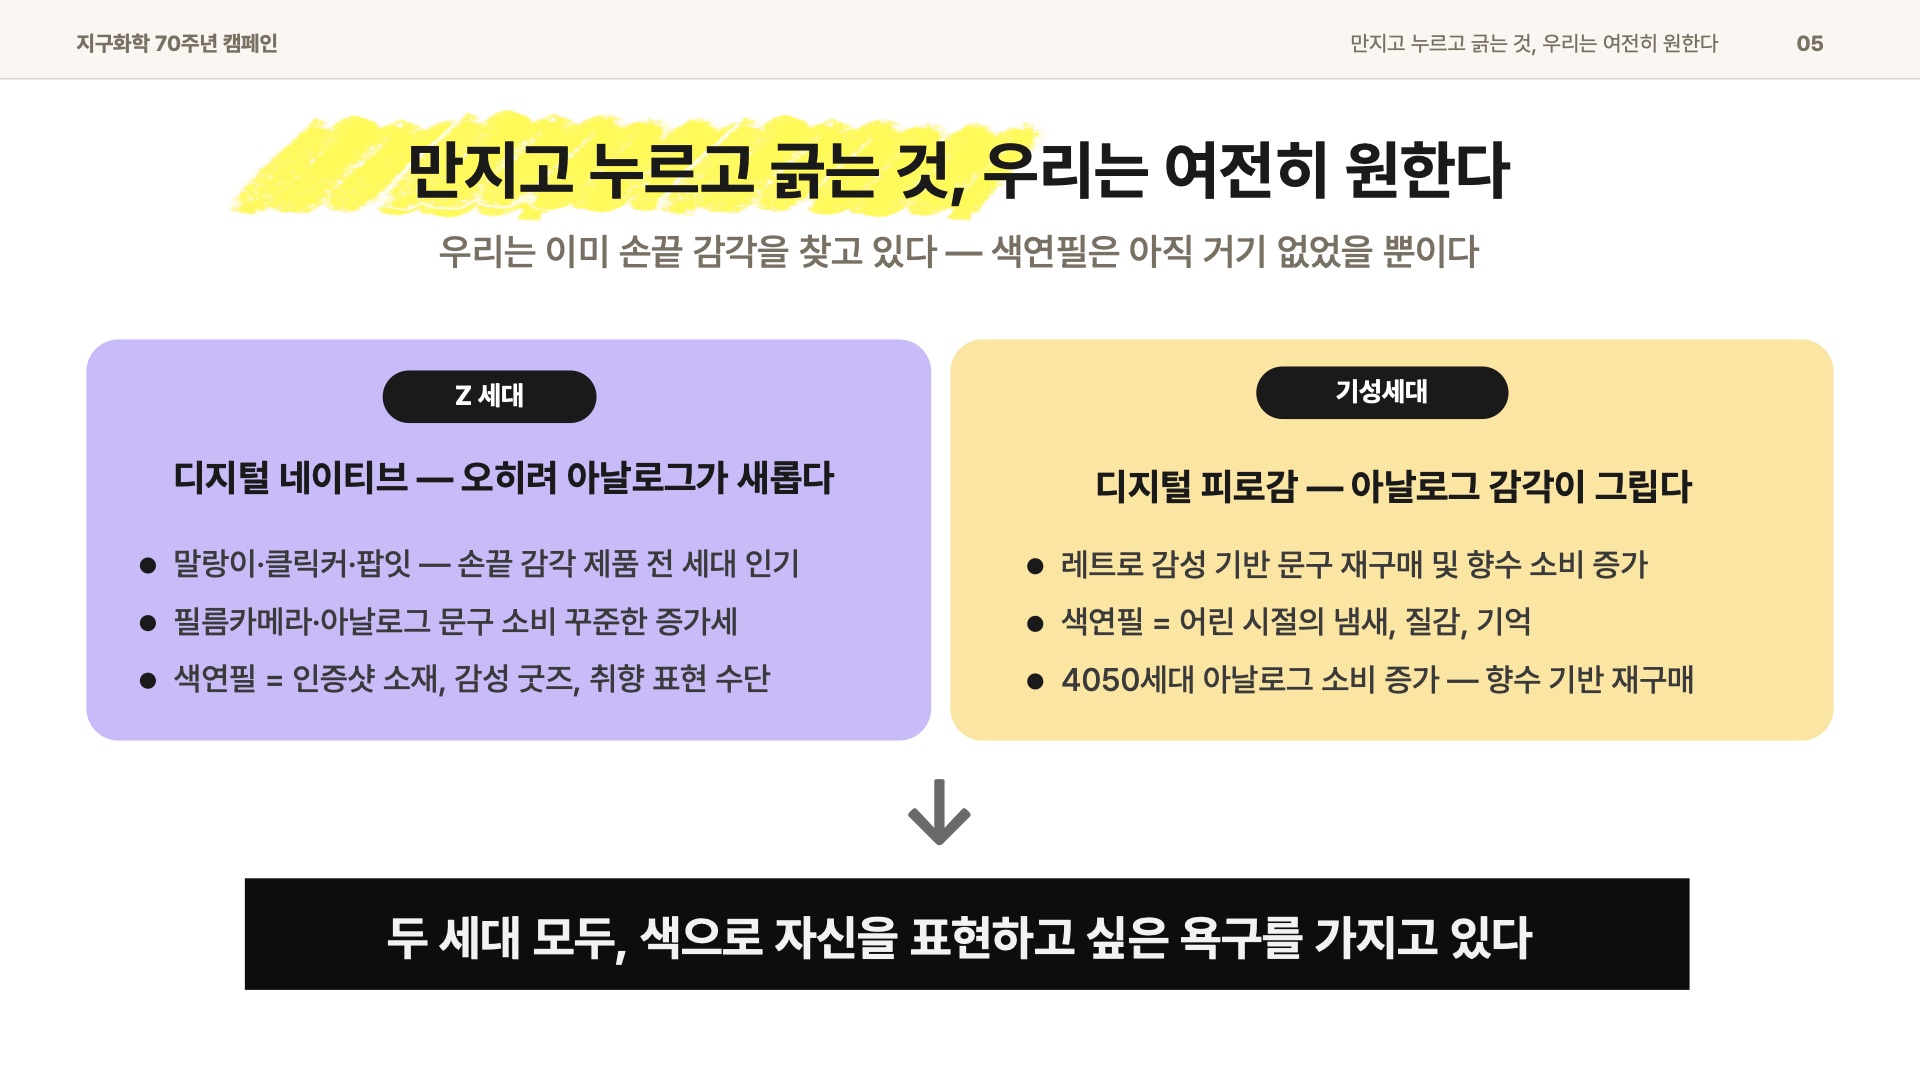 지구화학 70주년 캠페인
만지고 누르고 긁는 것, 우리는 여전히 원한다
05
만지고 누르고 긁는 것, 우리는 여전히 원한다
우리는 이미 손끝 감각을 찾고 있다 — 색연필은 아직 거기 없었을 뿐이다
Z 세대
디지털 네이티브 — 오히려 아날로그가 새롭다
● 말랑이·클릭커·팝잇 — 손끝 감각 제품 전 세대 인기
● 필름카메라·아날로그 문구 소비 꾸준한 증가세
● 색연필 = 인증샷 소재, 감성 굿즈, 취향 표현 수단
기성세대
디지털 피로감 — 아날로그 감각이 그립다
● 레트로 감성 기반 문구 재구매 및 향수 소비 증가
● 색연필 = 어린 시절의 냄새, 질감, 기억
● 4050세대 아날로그 소비 증가 — 향수 기반 재구매
두 세대 모두, 색으로 자신을 표현하고 싶은 욕구를 가지고 있다